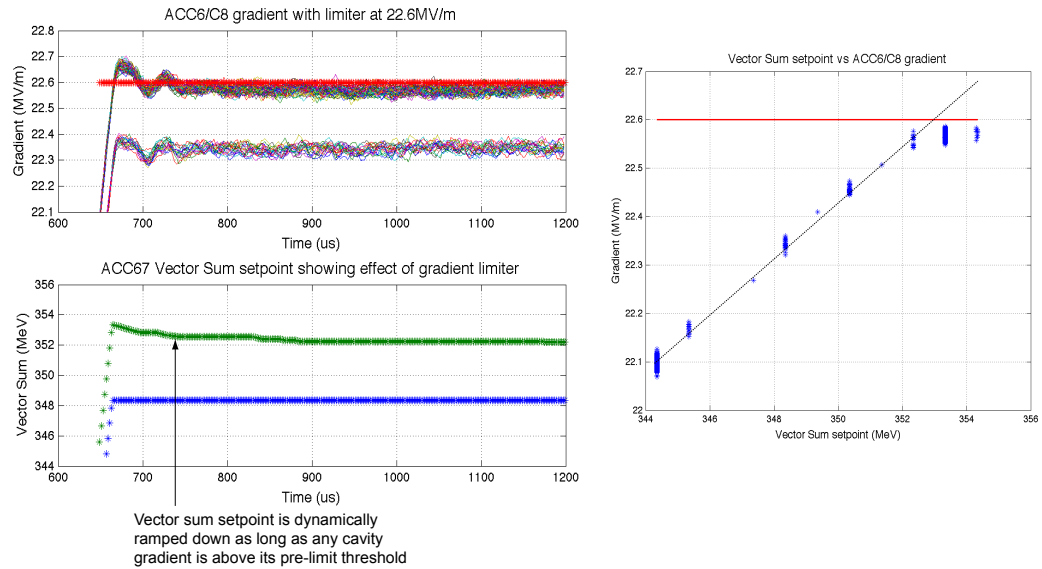 ACC6/C8 gradient with limiter at 22.6MV/m
22.8
22.7
22.6
22.5
22.4
22.3
22.2
22.1
Gradient (MV/m)
600 700 800 900 1000 1100 1200
Time (us)
ACC67 Vector Sum setpoint showing effect of gradient limiter
356
354
352
350
348
346
344
Vector Sum (MeV)
600 700 800 900 1000 1100 1200
Time (us)
Vector sum setpoint is dynamically
ramped down as long as any cavity
gradient is above its pre-limit threshold
Vector Sum setpoint vs ACC6/C8 gradient
22.7
22.6
22.5
22.4
22.3
22.2
22.1
22
Gradient (MV/m)
344 346 348 350 352 354 356
Vector Sum setpoint (MeV)